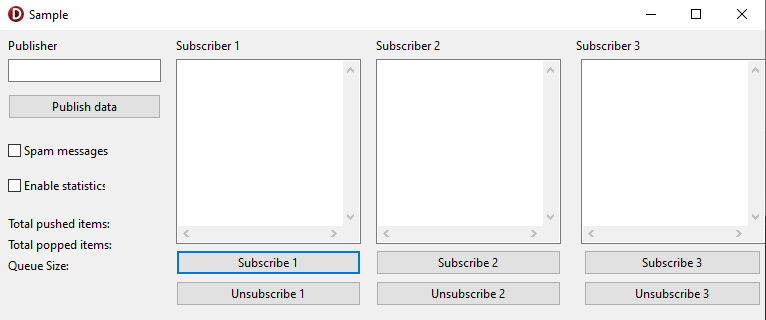 Sample
Publisher
Publish data
Spam messages
Enable statistics
Total pushed items:
Total popped items:
Queue Size:
Subscriber 1
Subscribe 1
Unsubscribe 1
Subscriber 2
Subscribe 2
Unsubscribe 2
Subscriber 3
Subscribe 3
Unsubscribe 3